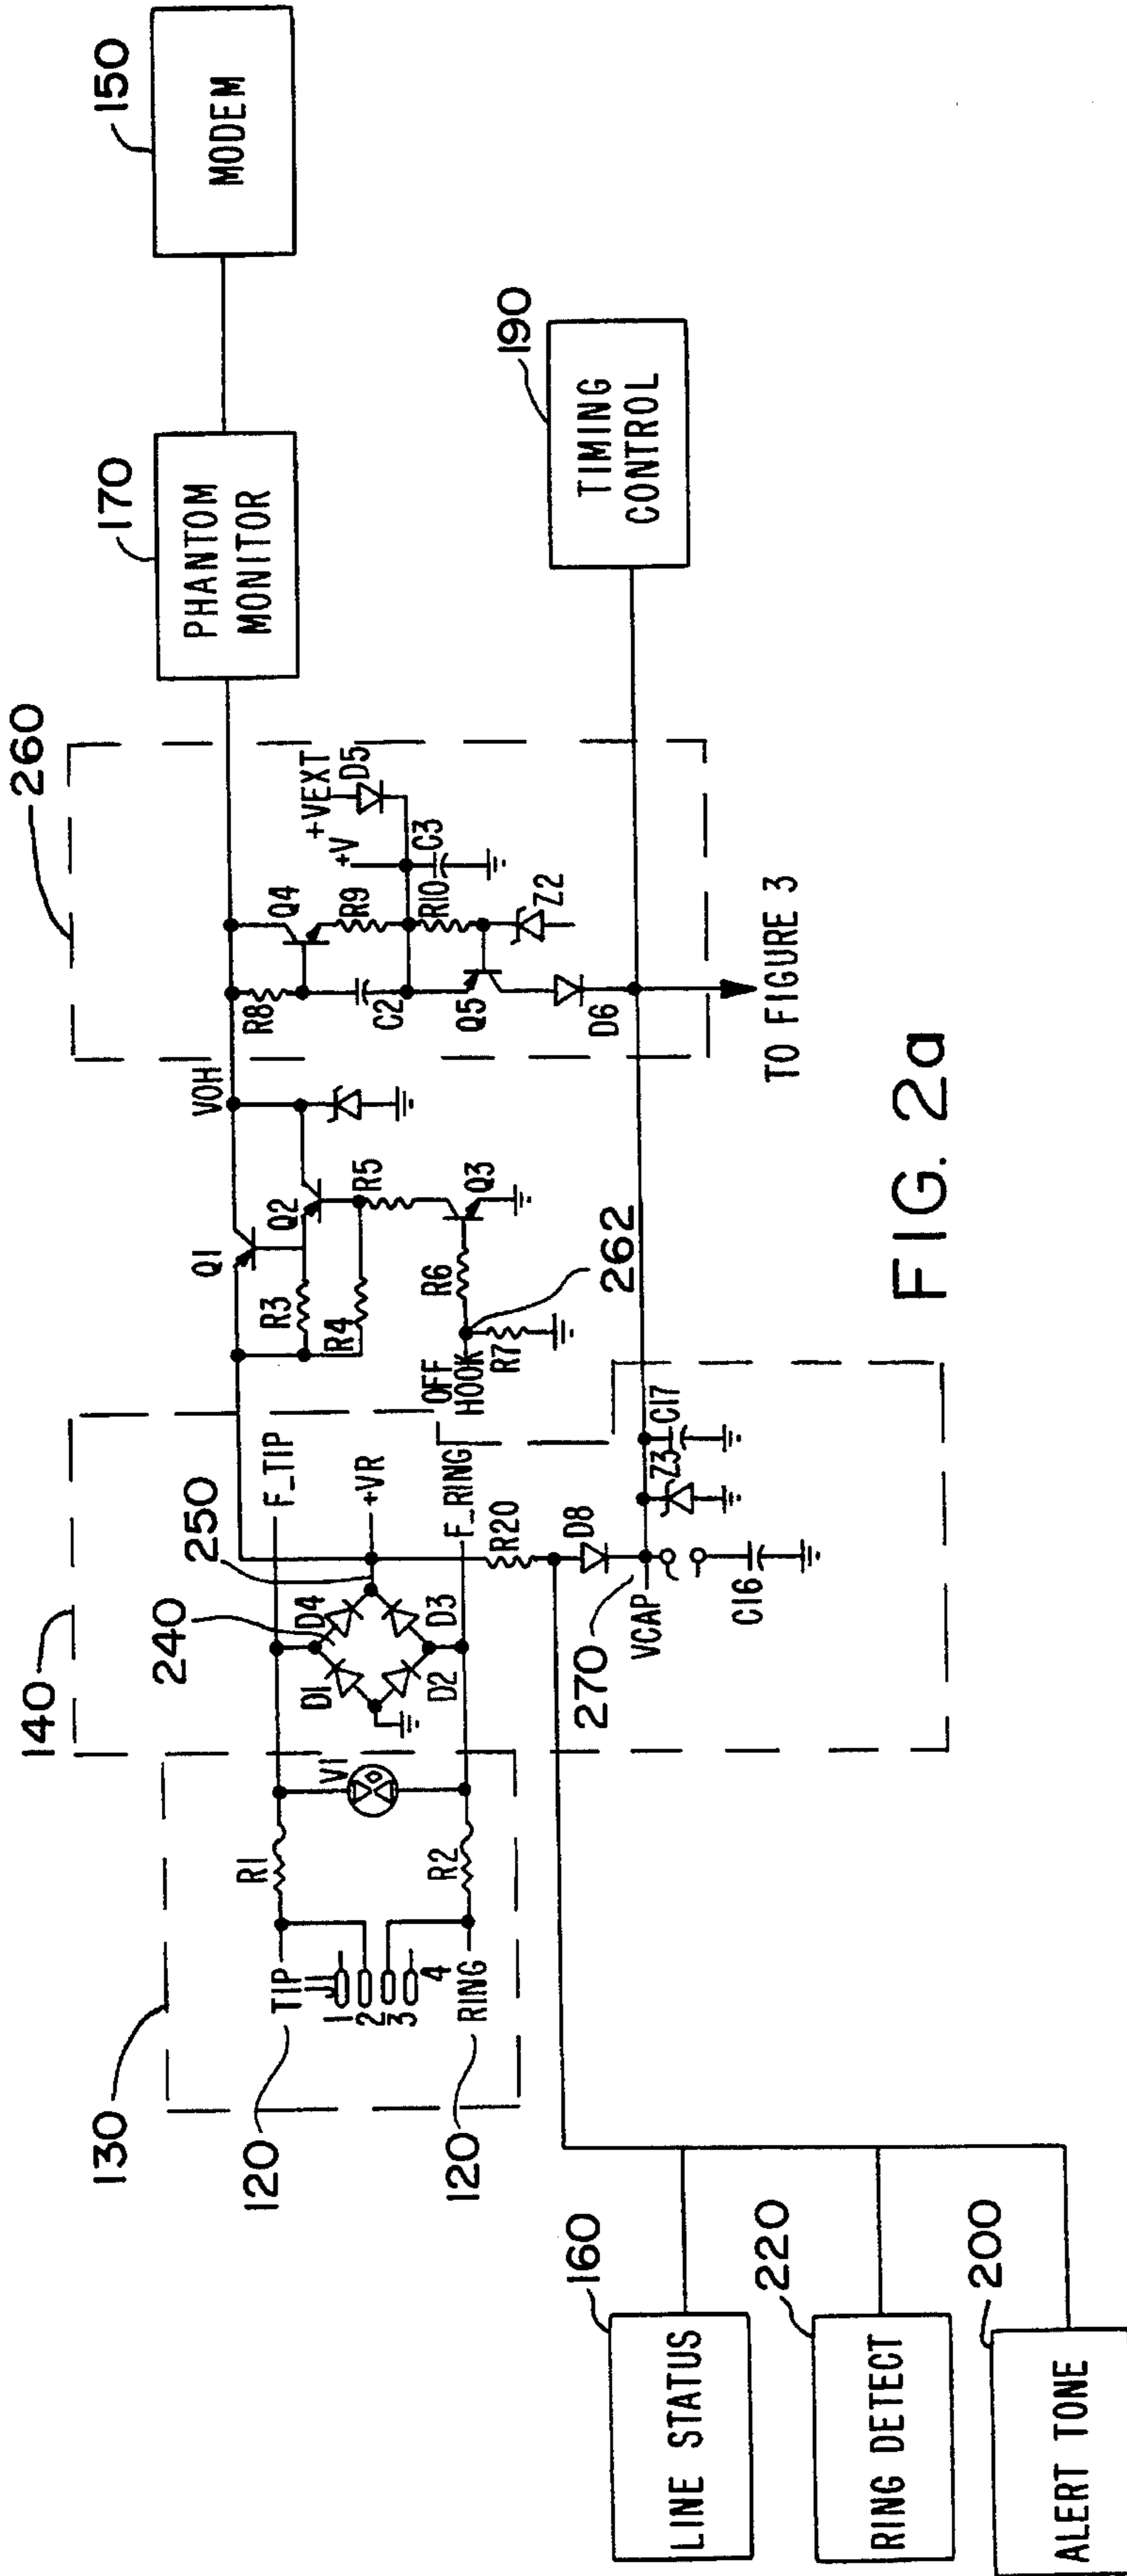 130
120
TIP
1
2
3
4
RING
120
R1
R2
V1
140
240
250
F_TIP
D4
D1
D3
D2
+VR
F_RING
R20
D8
270
VCAP
Z3
C17
C16
Q1
R3
R4
Q2
R5
VOH
OFF
HOOK
R6
R7
Q3
262
260
R8
Q4
R9
C2
+V
+VEXT
D5
C3
R10
Q5
Z2
D6
TO FIGURE 3
170
PHANTOM
MONITOR
150
MODEM
190
TIMING
CONTROL
160
LINE STATUS
220
RING DETECT
200
ALERT TONE
FIG. 2a